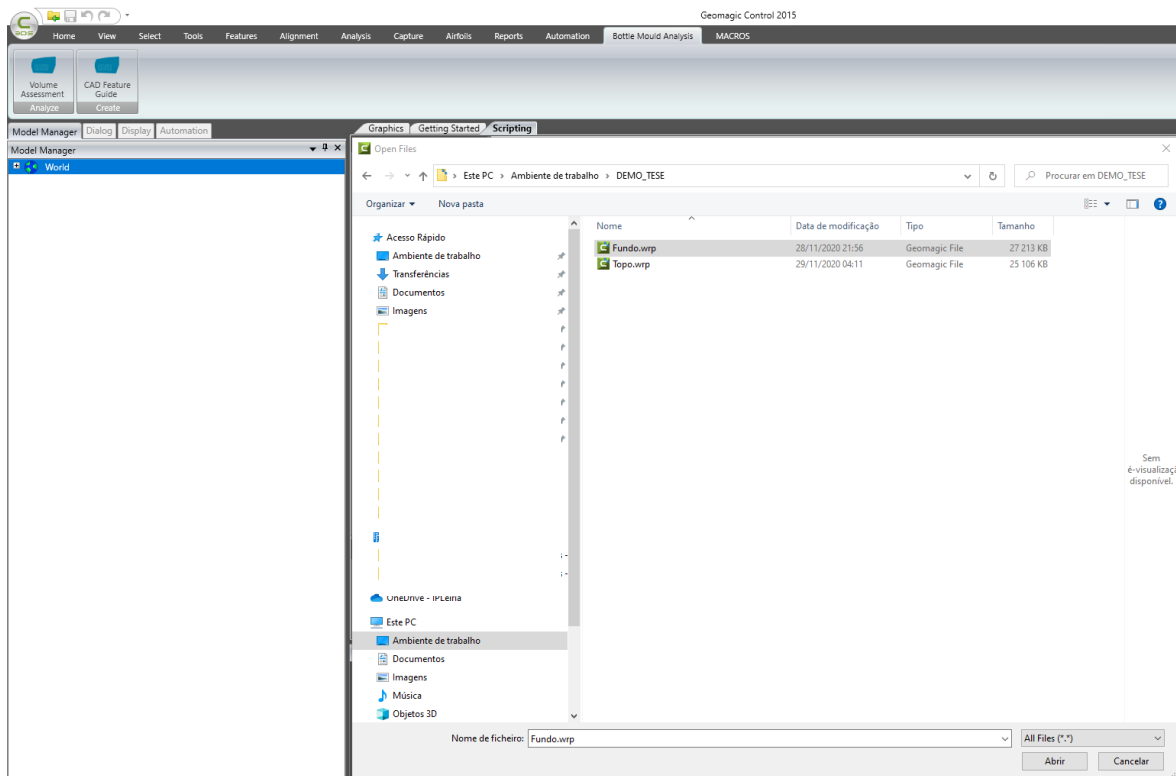 Geomagic Control 2015
Home View Select Tools Features Alignment Analysis Capture Airfoils Reports Automation Bottle Mould Analysis MACROS
Volume Assessment
Analyze
CAD Feature Guide
Create
Model Manager Dialog Display Automation
Graphics Getting Started Scripting
Model Manager
World
Open Files
Este PC > Ambiente de trabalho > DEMO_TESE
Procurar em DEMO_TESE
Organizar Nova pasta
Nome Data de modificação Tipo Tamanho
Fundo.wrp 28/11/2020 21:56 Geomagic File 27 213 KB
Topo.wrp 29/11/2020 04:11 Geomagic File 25 106 KB
Acesso Rápido
Ambiente de trabalho
Transferências
Documentos
Imagens
OneDrive - IPLeiria
Este PC
Ambiente de trabalho
Documentos
Imagens
Música
Objetos 3D
Sem
é-visualizaç
disponível.
Nome de ficheiro: Fundo.wrp All Files (*.*)
Abrir Cancelar